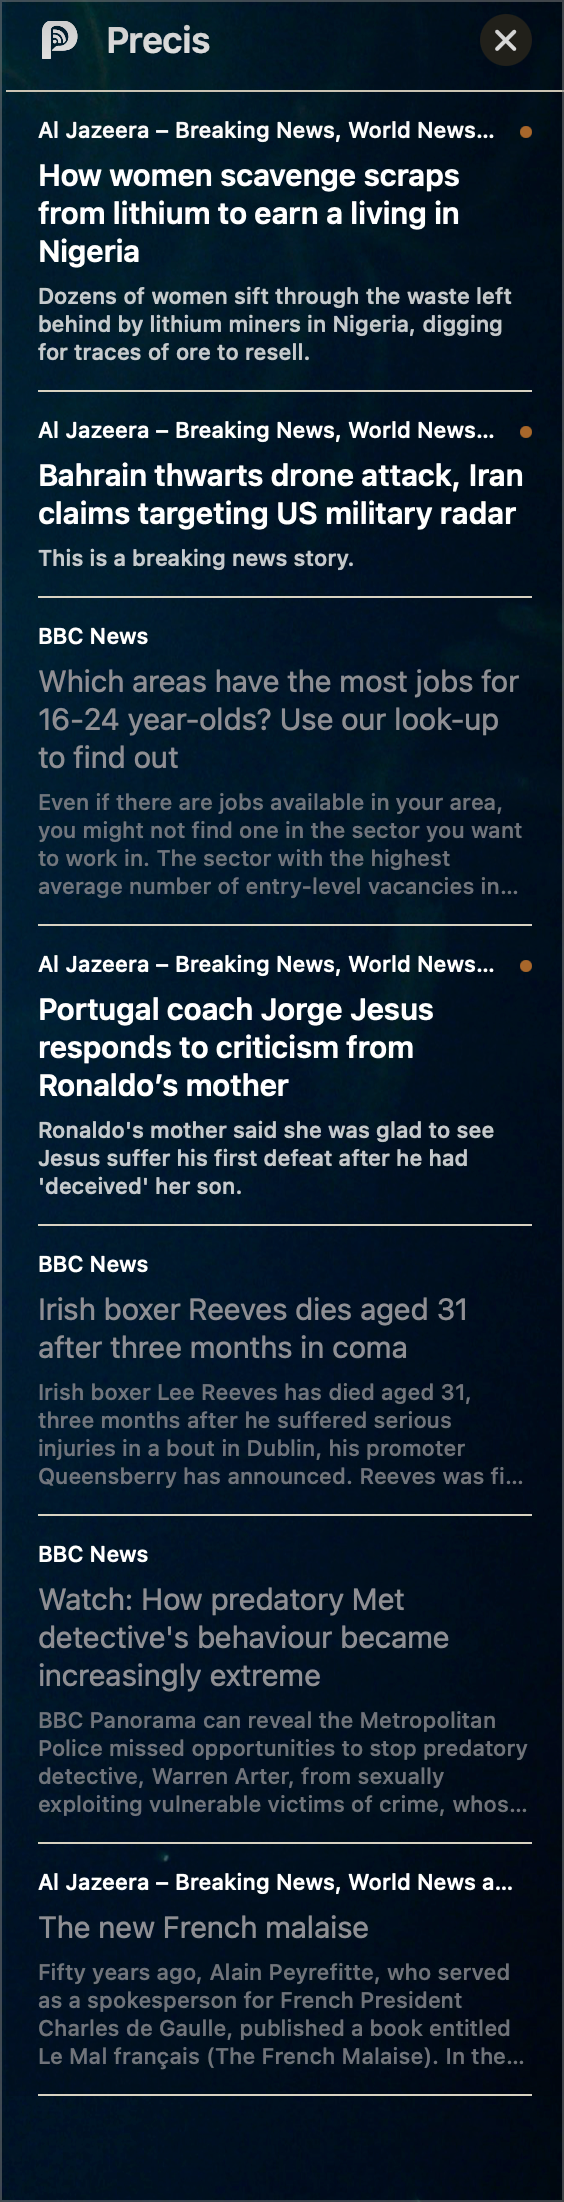 Precis
Al Jazeera – Breaking News, World News...
How women scavenge scraps
from lithium to earn a living in
Nigeria
Dozens of women sift through the waste left
behind by lithium miners in Nigeria, digging
for traces of ore to resell.
Al Jazeera – Breaking News, World News...
Bahrain thwarts drone attack, Iran
claims targeting US military radar
This is a breaking news story.
BBC News
Which areas have the most jobs for
16-24 year-olds? Use our look-up
to find out
Even if there are jobs available in your area,
you might not find one in the sector you want
to work in. The sector with the highest
average number of entry-level vacancies in...
Al Jazeera – Breaking News, World News...
Portugal coach Jorge Jesus
responds to criticism from
Ronaldo’s mother
Ronaldo's mother said she was glad to see
Jesus suffer his first defeat after he had
'deceived' her son.
BBC News
Irish boxer Reeves dies aged 31
after three months in coma
Irish boxer Lee Reeves has died aged 31,
three months after he suffered serious
injuries in a bout in Dublin, his promoter
Queensberry has announced. Reeves was fi...
BBC News
Watch: How predatory Met
detective's behaviour became
increasingly extreme
BBC Panorama can reveal the Metropolitan
Police missed opportunities to stop predatory
detective, Warren Arter, from sexually
exploiting vulnerable victims of crime, whos...
Al Jazeera – Breaking News, World News a...
The new French malaise
Fifty years ago, Alain Peyrefitte, who served
as a spokesperson for French President
Charles de Gaulle, published a book entitled
Le Mal français (The French Malaise). In the...